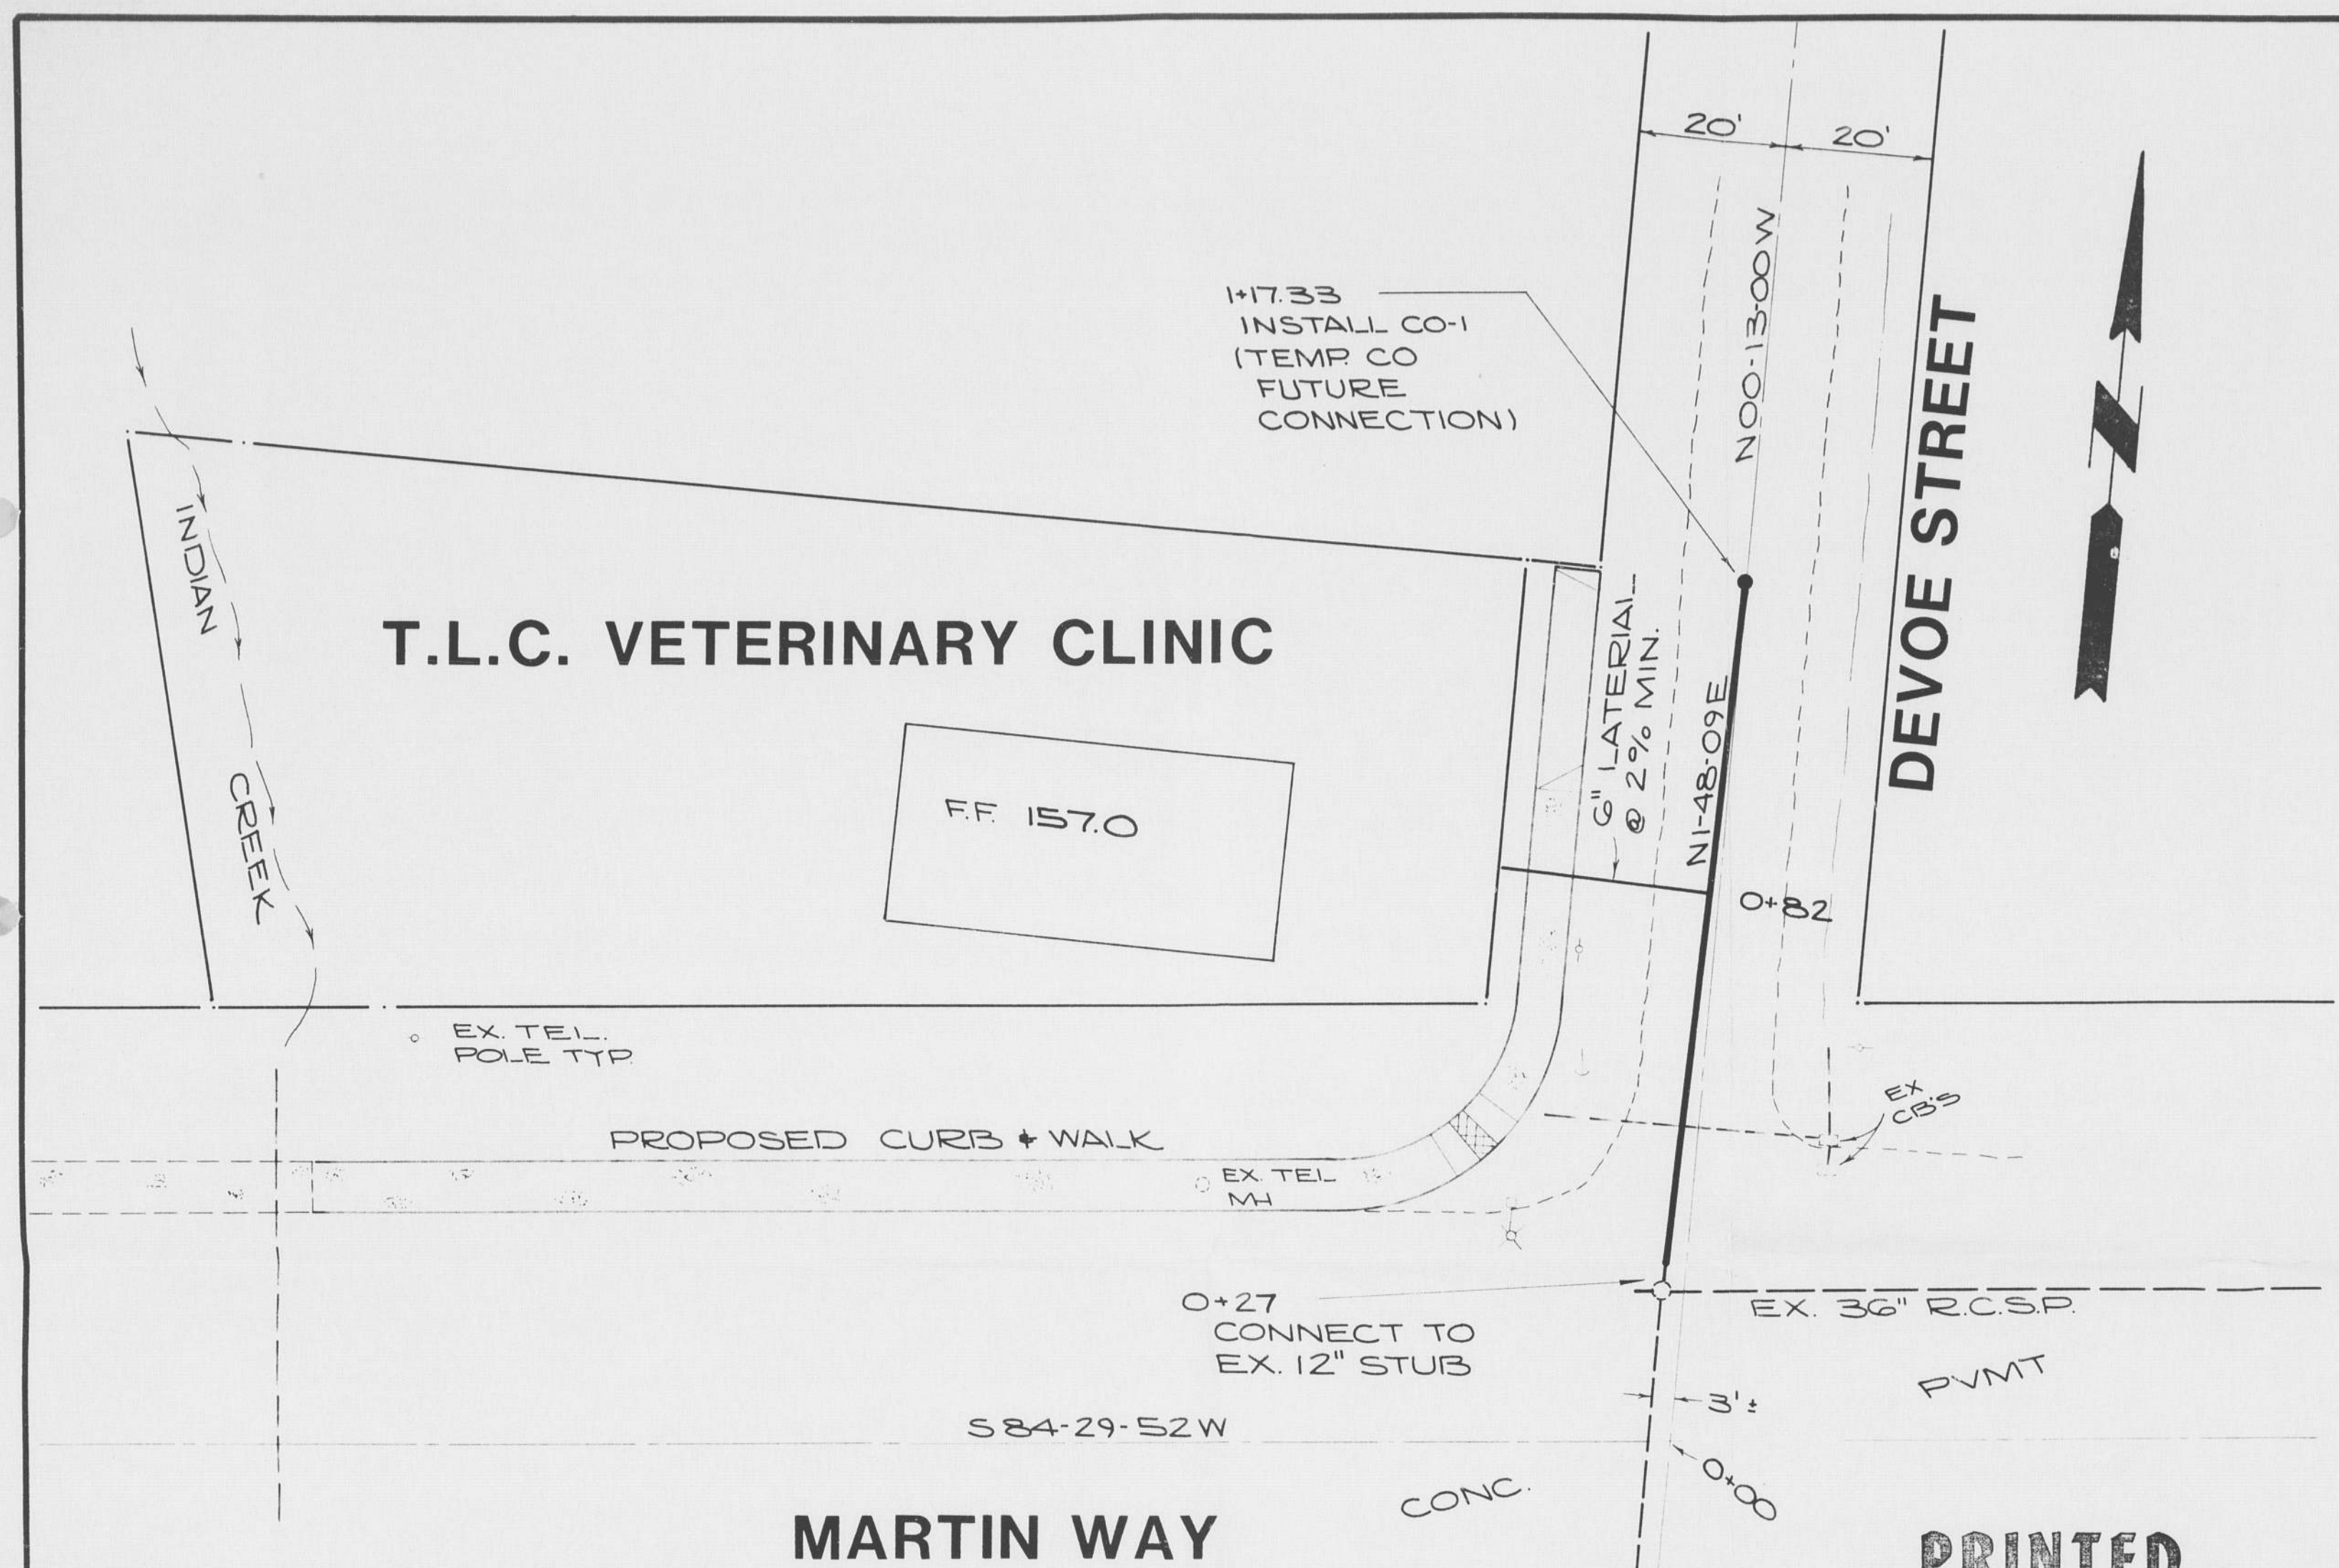 20'
20'
N00-13-00W
1+17.33
INSTALL CO-1
(TEMP. CO
FUTURE
CONNECTION)
DEVOE STREET
N
INDIAN
CREEK
T.L.C. VETERINARY CLINIC
F.F. 157.0
6" LATERIAL
@ 2% MIN.
N1-48-09E
0+82
EX. TEL.
POLE TYP.
EX
CB'S
PROPOSED CURB & WALK
EX. TEL
MH
0+27
CONNECT TO
EX. 12" STUB
EX. 36" R.C.S.P.
PVMT
3'±
S84-29-52W
0+00
CONC.
MARTIN WAY
PRINTED